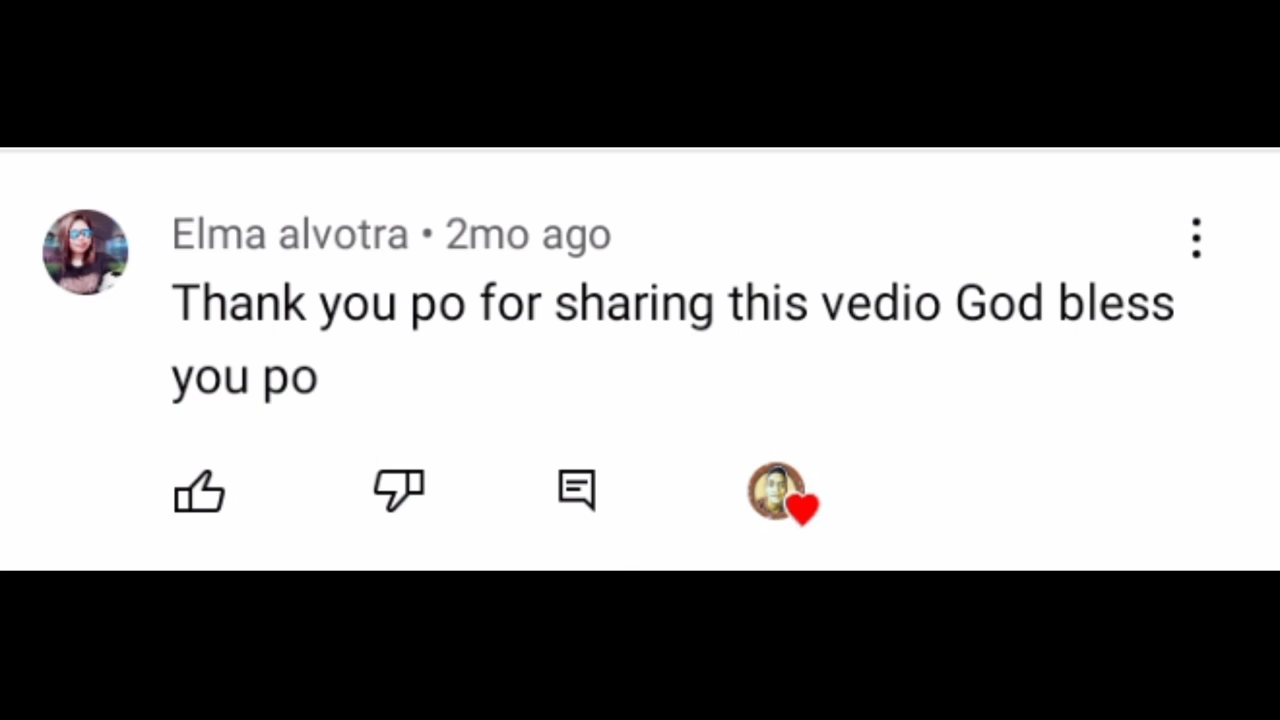 Elma alvotra • 2mo ago
Thank you po for sharing this vedio God bless
you po